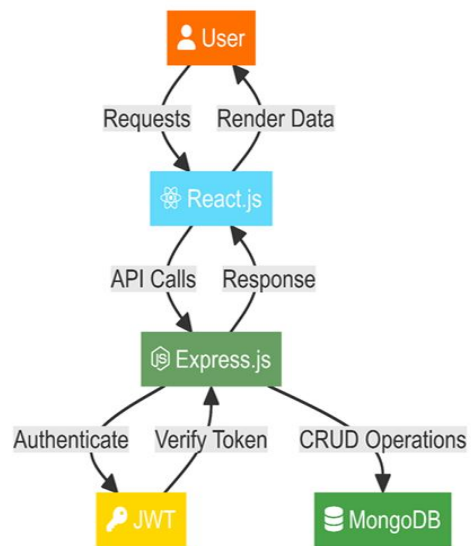 User
Requests
Render Data
React.js
API Calls
Response
Express.js
Authenticate
Verify Token
CRUD Operations
JWT
MongoDB